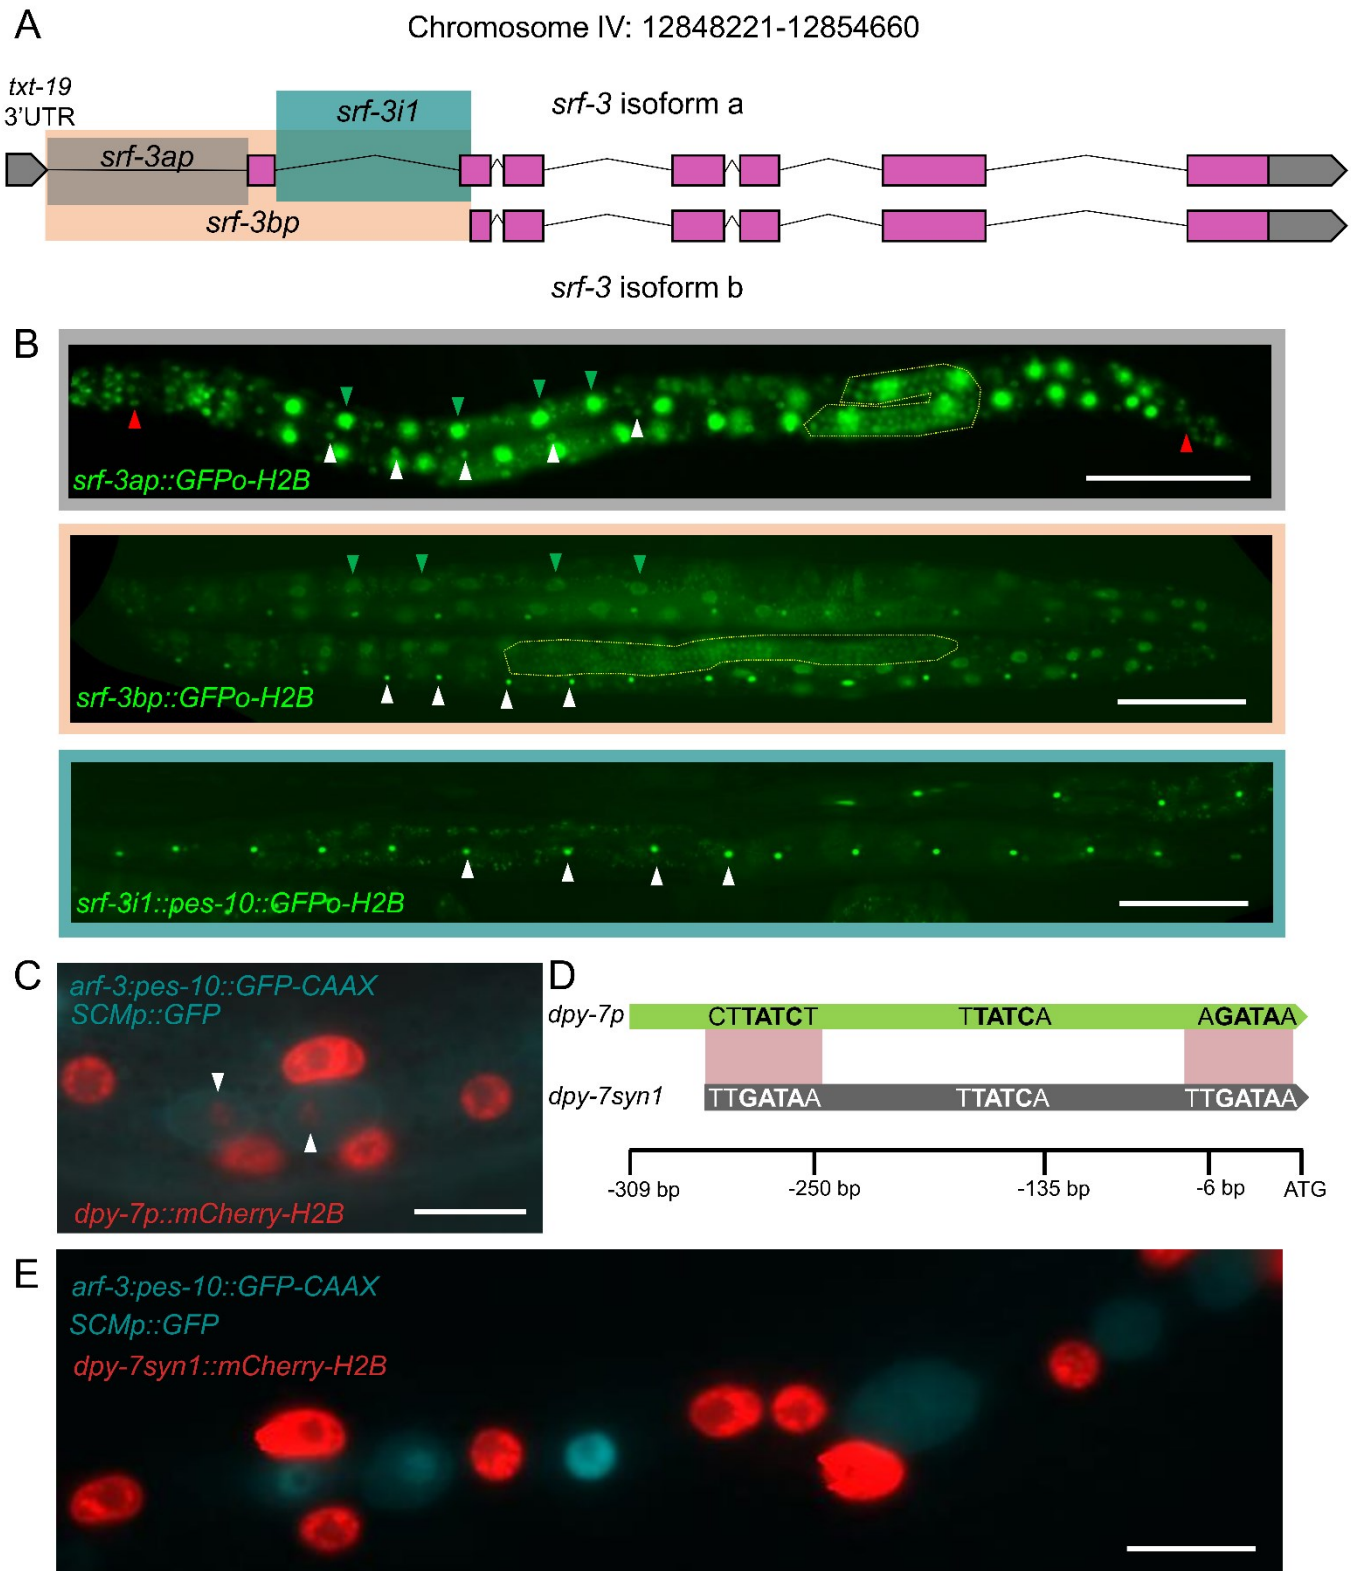 A
Chromosome IV: 12848221-12854660
txt-19
3'UTR
srf-3i1
srf-3 isoform a
srf-3ap
srf-3bp
srf-3 isoform b
B
srf-3ap::GFPo-H2B
srf-3bp::GFPo-H2B
srf-3i1::pes-10::GFPo-H2B
C
arf-3:pes-10::GFP-CAAX
SCMp::GFP
dpy-7p::mCherry-H2B
D
dpy-7p
CTTATCT
TTATCA
AGATAA
dpy-7syn1
TTGATAA
TTATCA
TTGATAA
-309 bp
-250 bp
-135 bp
-6 bp
ATG
E
arf-3:pes-10::GFP-CAAX
SCMp::GFP
dpy-7syn1::mCherry-H2B